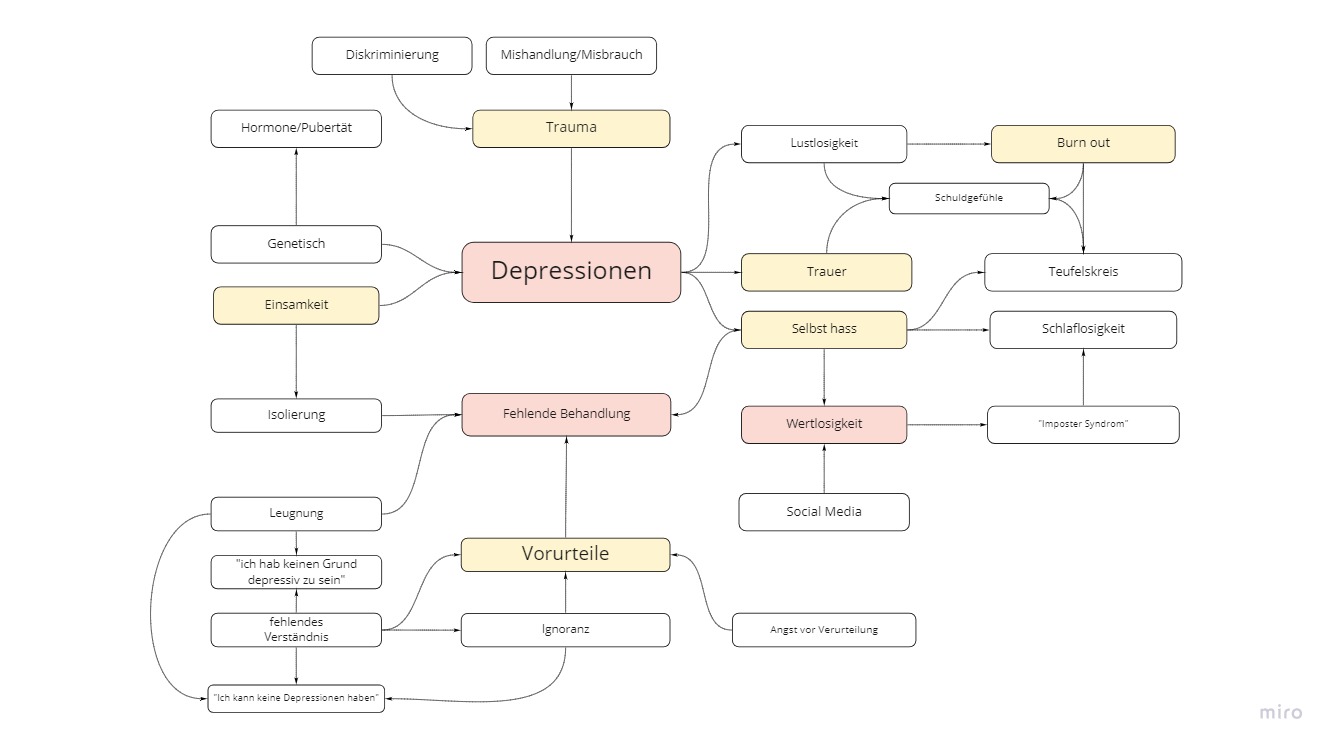 Diskriminierung
Mishandlung/Misbrauch
Hormone/Pubertät
Trauma
Lustlosigkeit
Burn out
Schuldgefühle
Genetisch
Depressionen
Trauer
Teufelskreis
Einsamkeit
Selbst hass
Schlaflosigkeit
Isolierung
Fehlende Behandlung
Wertlosigkeit
"Imposter Syndrom"
Leugnung
Social Media
"ich hab keinen Grund
depressiv zu sein"
Vorurteile
fehlendes
Verständnis
Ignoranz
Angst vor Verurteilung
"Ich kann keine Depressionen haben"
miro